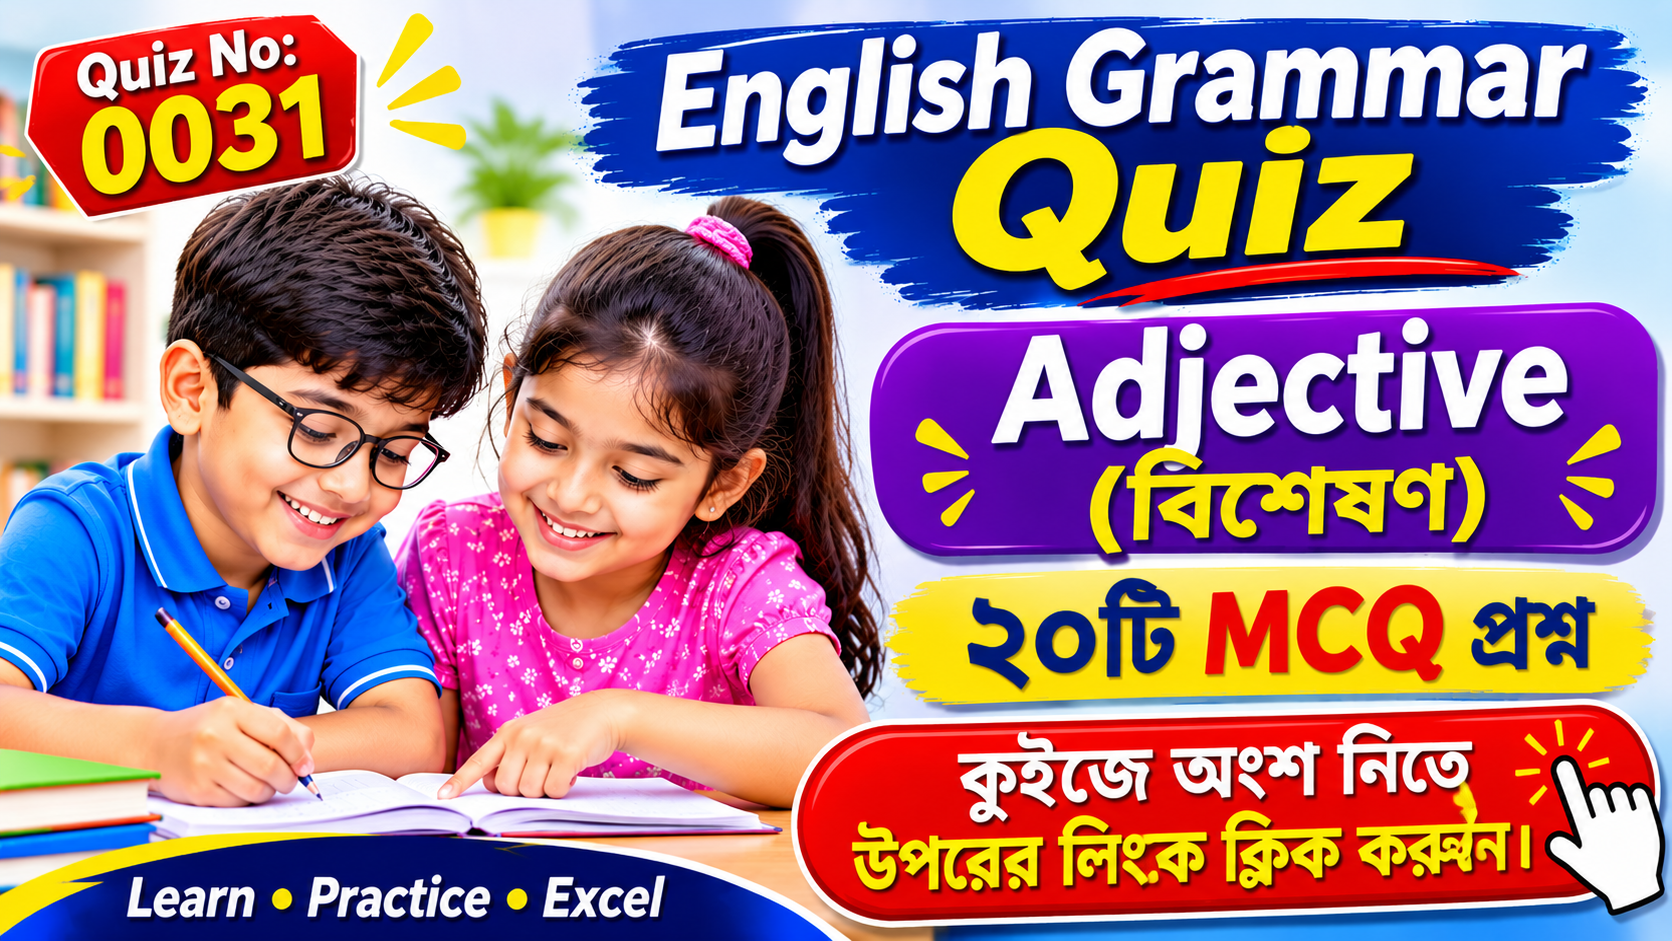 Quiz No:
0031
English Grammar
Quiz
Adjective
(বিশেষণ)
২০টি MCQ প্রশ্ন
কুইজে অংশ নিতে
উপরের লিংকে ক্লিক করুন।
Learn • Practice • Excel